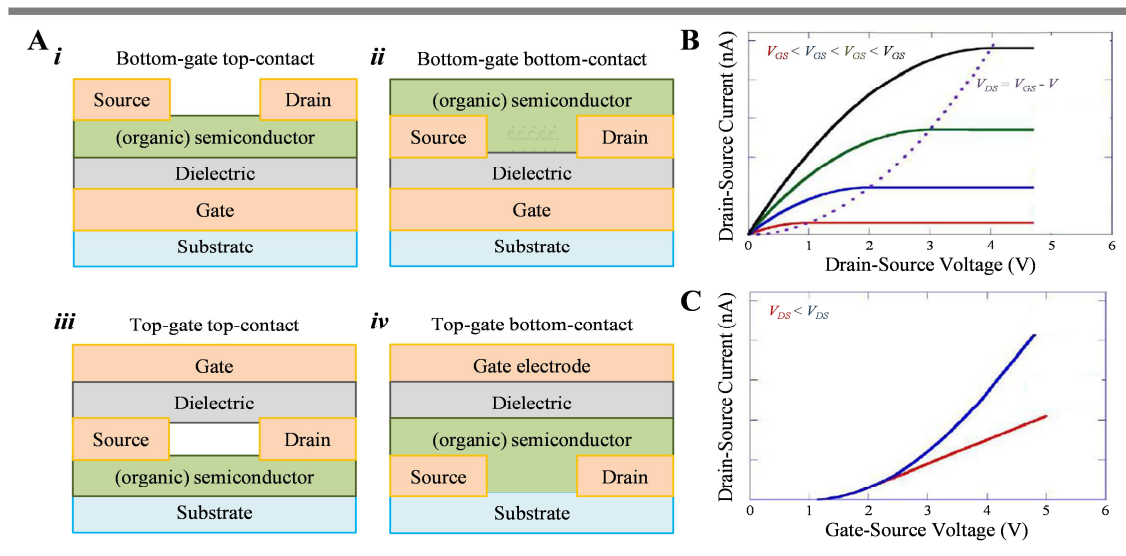 A
i
Bottom-gate top-contact
Source
Drain
(organic) semiconductor
Dielectric
Gate
Substrate
ii
Bottom-gate bottom-contact
(organic) semiconductor
Source
Drain
Dielectric
Gate
Substrate
iii
Top-gate top-contact
Gate
Dielectric
Source
Drain
(organic) semiconductor
Substrate
iv
Top-gate bottom-contact
Gate electrode
Dielectric
(organic) semiconductor
Source
Drain
Substrate
B
Drain-Source Current (nA)
VGS < VGS < VGS < VGS
VDS = VGS - V
0 1 2 3 4 5 6
Drain-Source Voltage (V)
C
Drain-Source Current (nA)
VDS < VDS
0 1 2 3 4 5 6
Gate-Source Voltage (V)